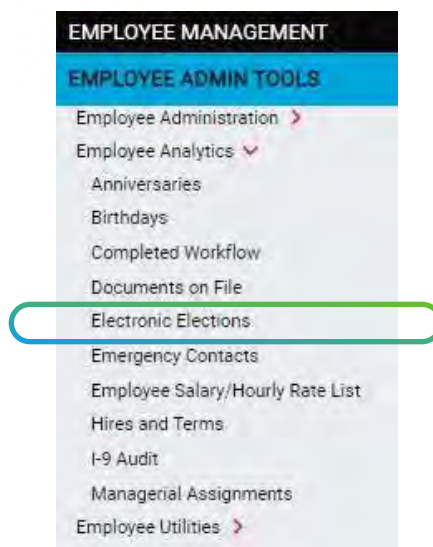 EMPLOYEE MANAGEMENT
EMPLOYEE ADMIN TOOLS
Employee Administration
Employee Analytics
Anniversaries
Birthdays
Completed Workflow
Documents on File
Electronic Elections
Emergency Contacts
Employee Salary/Hourly Rate List
Hires and Terms
I-9 Audit
Managerial Assignments
Employee Utilities